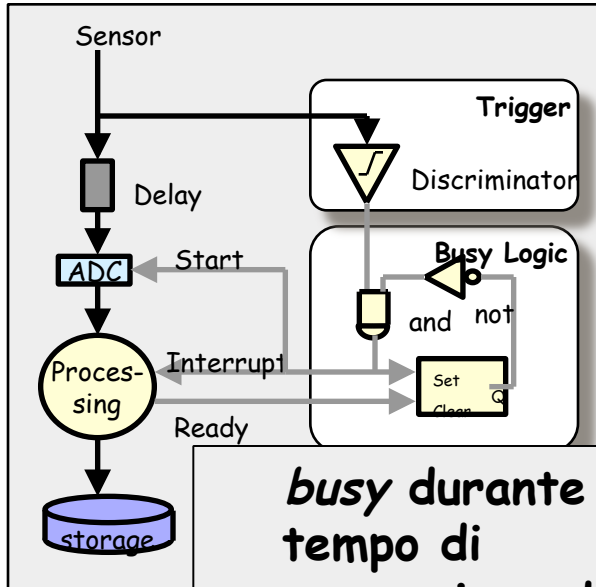 Sensor
Trigger
Discriminator
Delay
Busy Logic
ADC
Start
and
not
Interrupt
Proces-
sing
Set
Q
Clear
Ready
storage
busy durante
tempo di